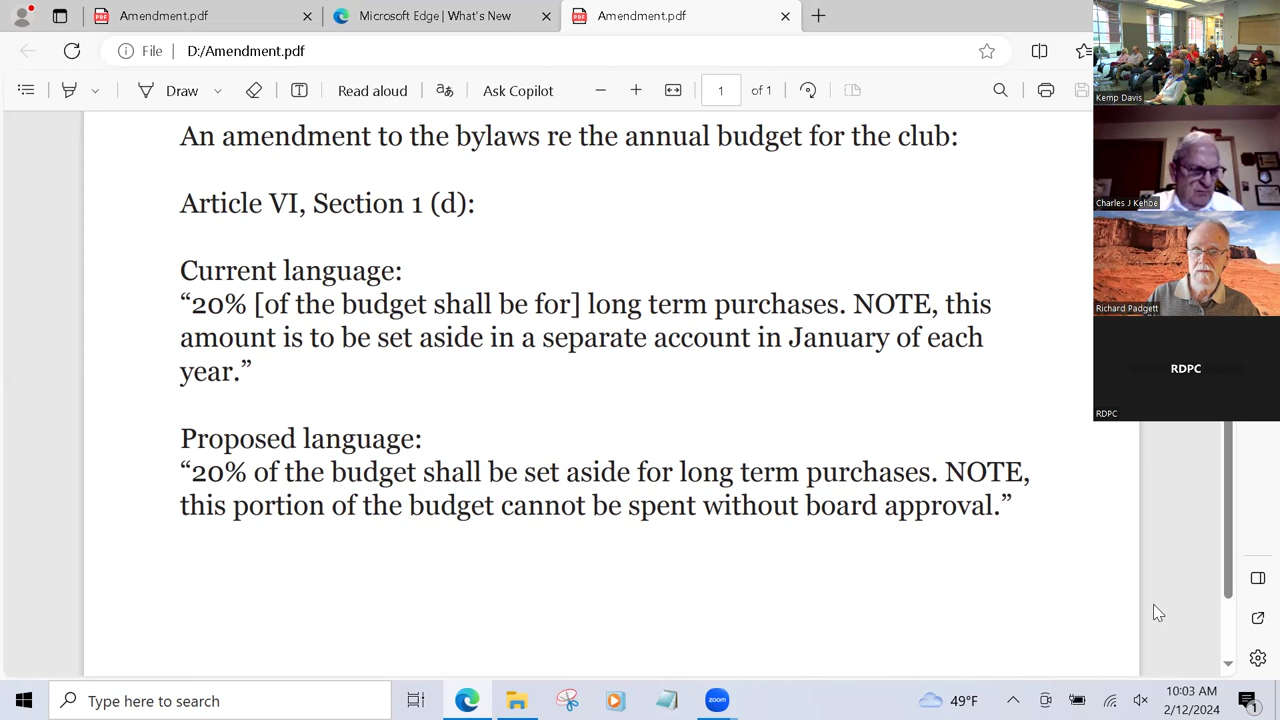 Amendment.pdf
Microsoft Edge | What's New
Amendment.pdf
File
D:/Amendment.pdf
Draw
Read aloud
Ask Copilot
1
of 1
An amendment to the bylaws re the annual budget for the club:
Article VI, Section 1 (d):
Current language:
“20% [of the budget shall be for] long term purchases. NOTE, this
amount is to be set aside in a separate account in January of each
year.”
Proposed language:
“20% of the budget shall be set aside for long term purchases. NOTE,
this portion of the budget cannot be spent without board approval.”
Kemp Davis
Charles J Kehoe
Richard Padgett
RDPC
RDPC
Type here to search
zoom
49°F
10:03 AM
2/12/2024
1